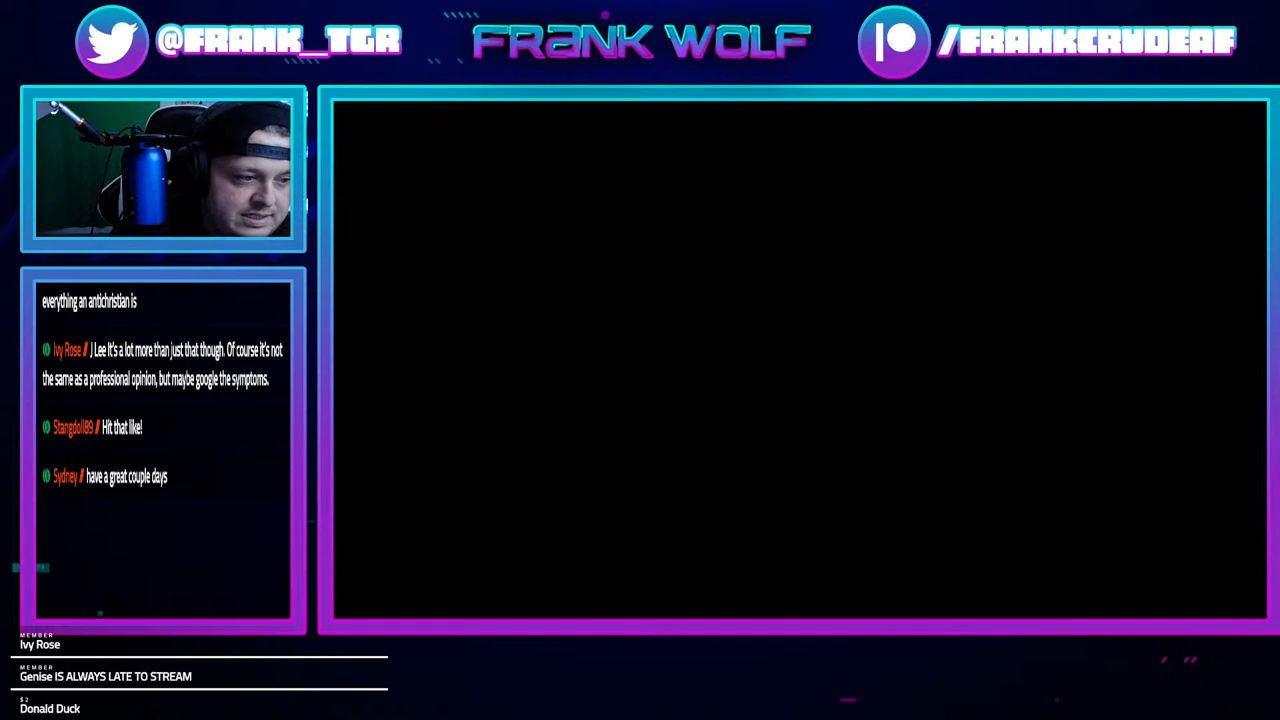 @FRANK_TGR
FRANK WOLF
/FRANKCRUDEAF
everything an antichristian is
Ivy Rose // J Lee It's a lot more than just that though. Of course it's not
the same as a professional opinion, but maybe google the symptoms.
Stangdoll89 // Hit that like!
Sydney // have a great couple days
MEMBER
Ivy Rose
MEMBER
Genise IS ALWAYS LATE TO STREAM
$2
Donald Duck